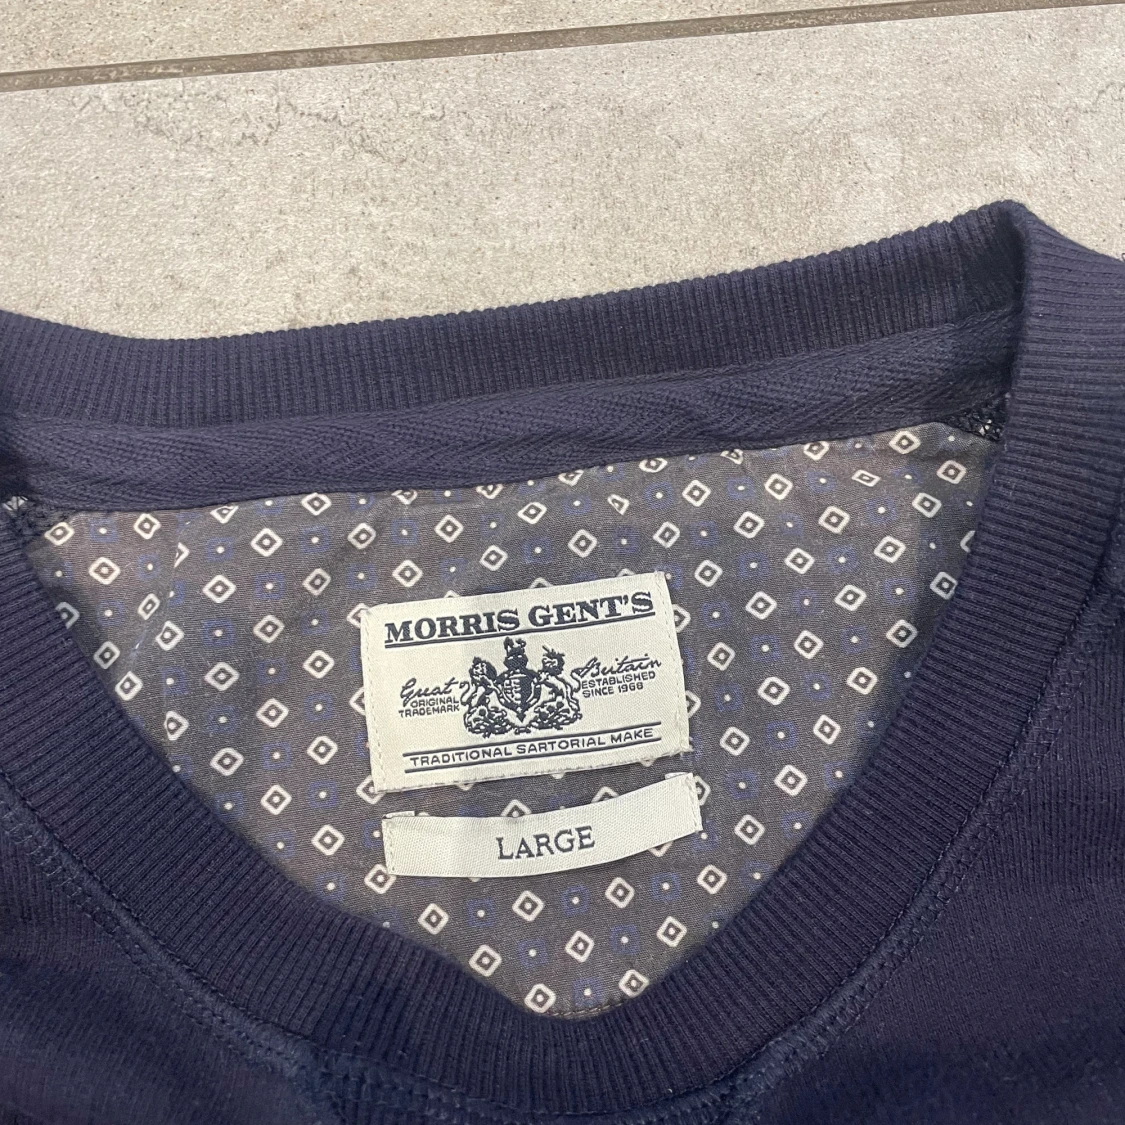 MORRIS GENT'S
Great Britain
ORIGINAL ESTABLISHED
TRADEMARK SINCE 1968
TRADITIONAL SARTORIAL MAKE
LARGE